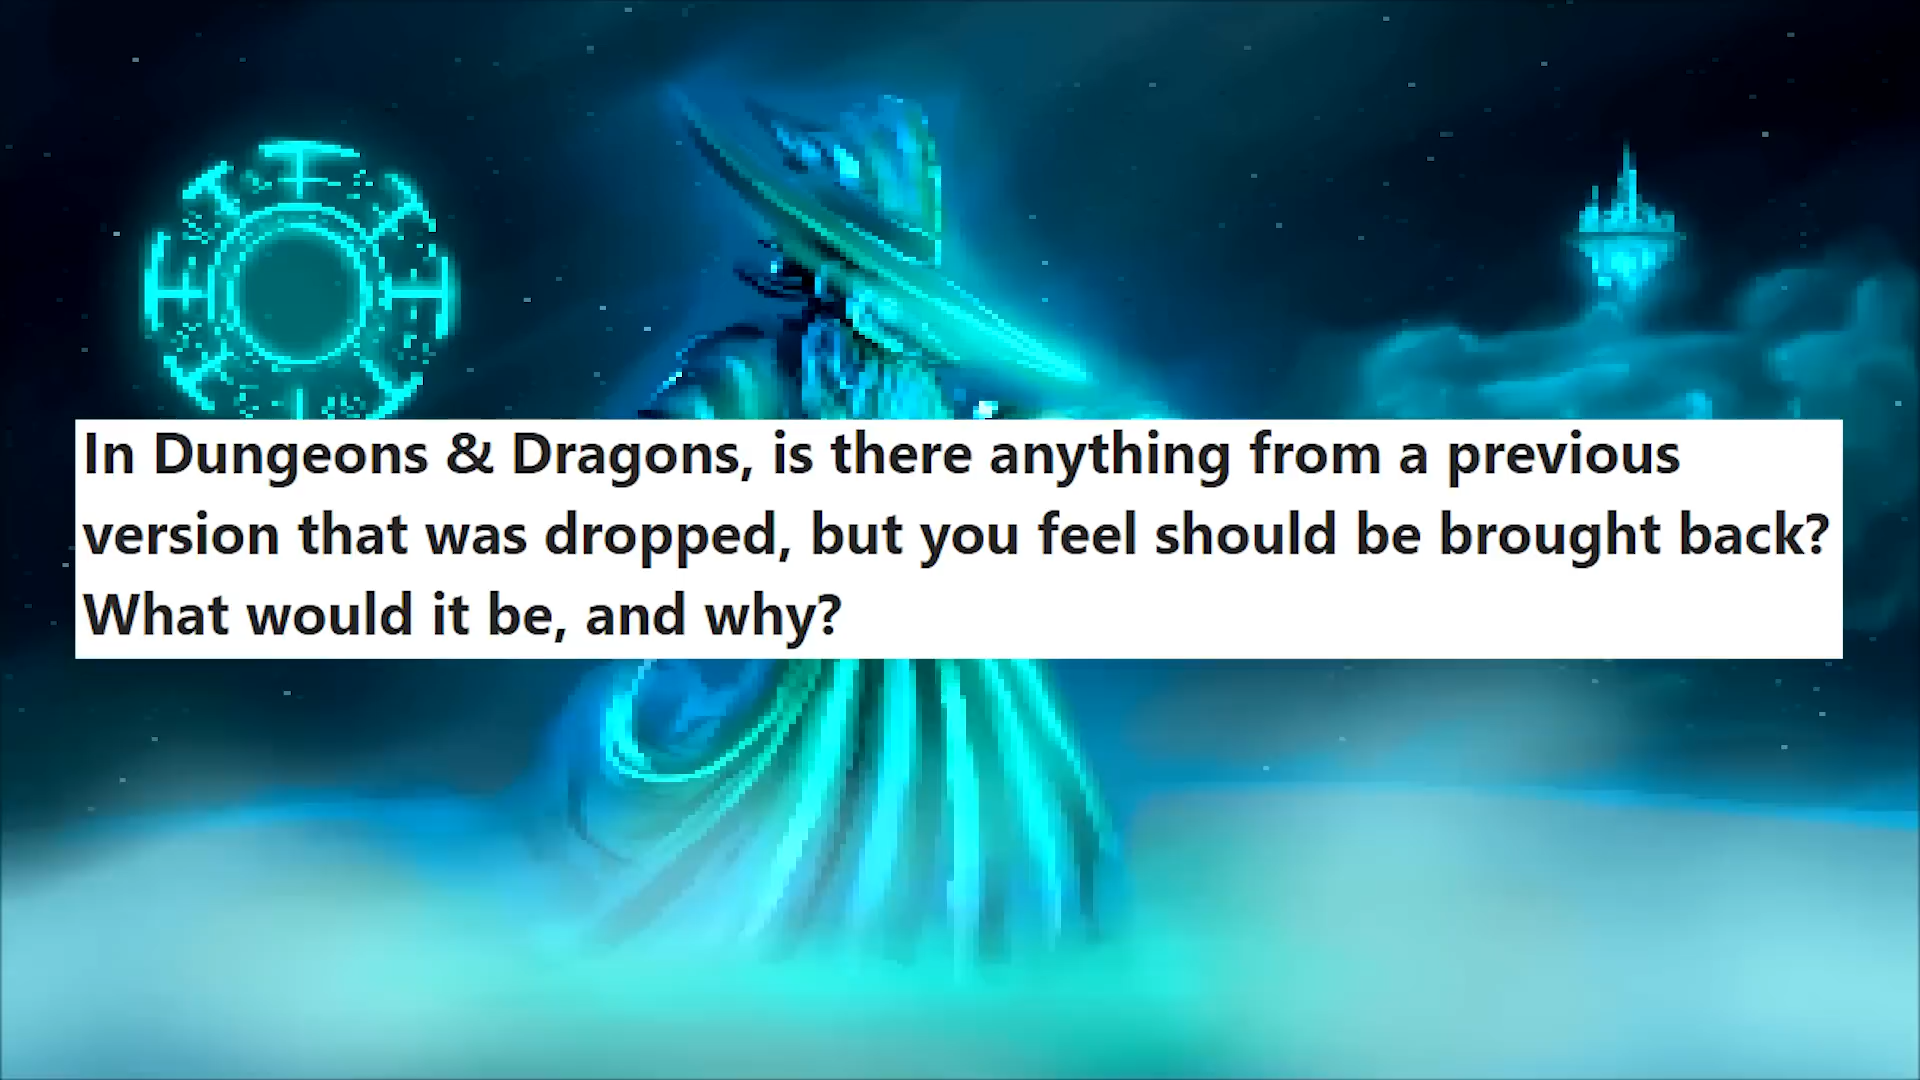 In Dungeons & Dragons, is there anything from a previous
version that was dropped, but you feel should be brought back?
What would it be, and why?